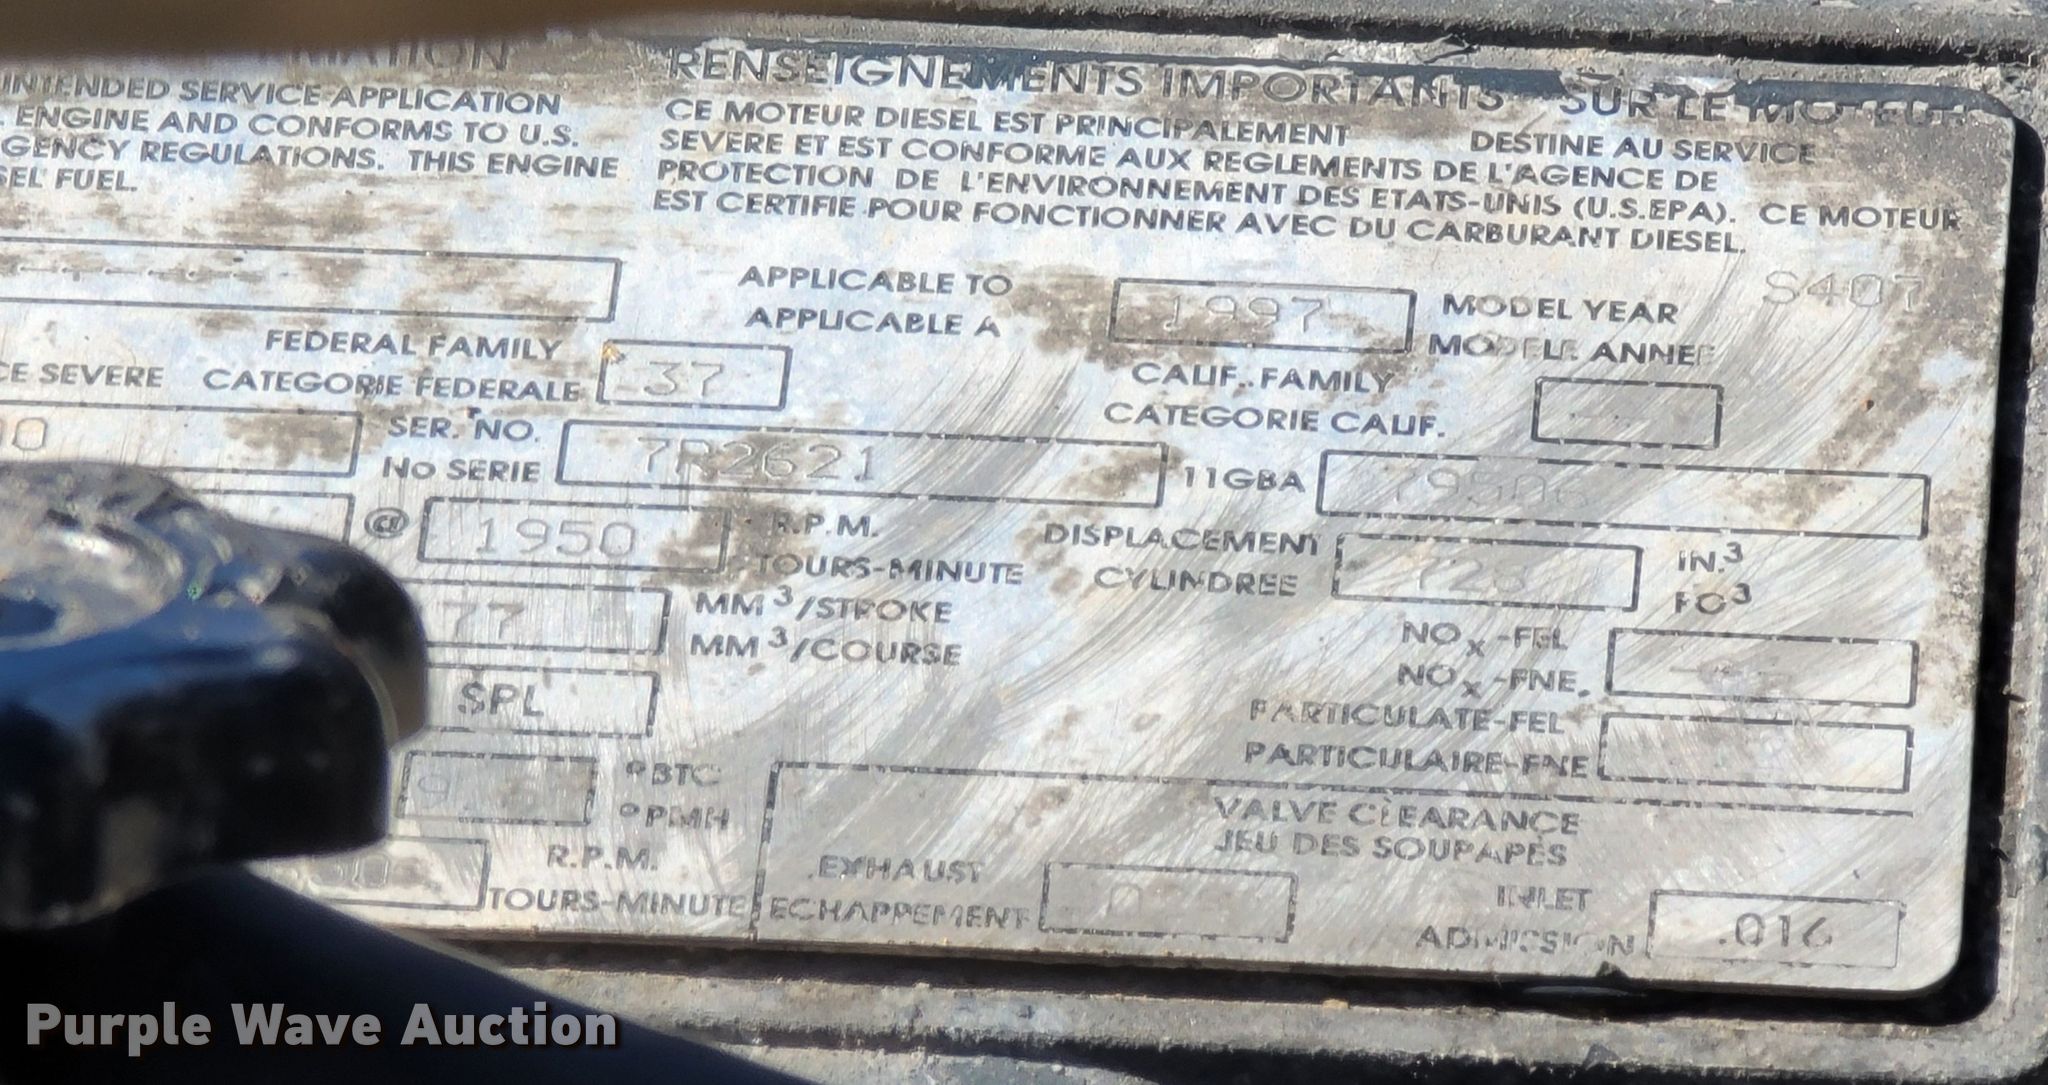 INTENDED SERVICE APPLICATION
ENGINE AND CONFORMS TO U.S.
GENCY REGULATIONS. THIS ENGINE
SEL FUEL.
RENSEIGNEMENTS IMPORTANTS SUR LE MOTEUR
CE MOTEUR DIESEL EST PRINCIPALEMENT DESTINE AU SERVICE
SEVERE ET EST CONFORME AUX REGLEMENTS DE L'AGENCE DE
PROTECTION DE L'ENVIRONNEMENT DES ETATS-UNIS (U.S.EPA). CE MOTEUR
EST CERTIFIE POUR FONCTIONNER AVEC DU CARBURANT DIESEL.
S407
APPLICABLE TO
APPLICABLE A
1997
MODEL YEAR
MODELE ANNEE
FEDERAL FAMILY
CE SEVERE CATEGORIE FEDERALE
37
CALIF. FAMILY
CATEGORIE CALIF.
SER. NO.
No SERIE
7R2621
11GBA
@ 1950
R.P.M.
TOURS-MINUTE
DISPLACEMENT
CYLINDREE
IN.3
PO3
77
MM3/STROKE
MM3/COURSE
NOx-FEL
NOx-FNE.
SPL
PARTICULATE-FEL
PARTICULAIRE-FNE
°BTC
°PMH
VALVE CLEARANCE
JEU DES SOUPAPES
R.P.M.
TOURS-MINUTE
EXHAUST
ECHAPPEMENT
INLET
ADMISSION
.016
Purple Wave Auction